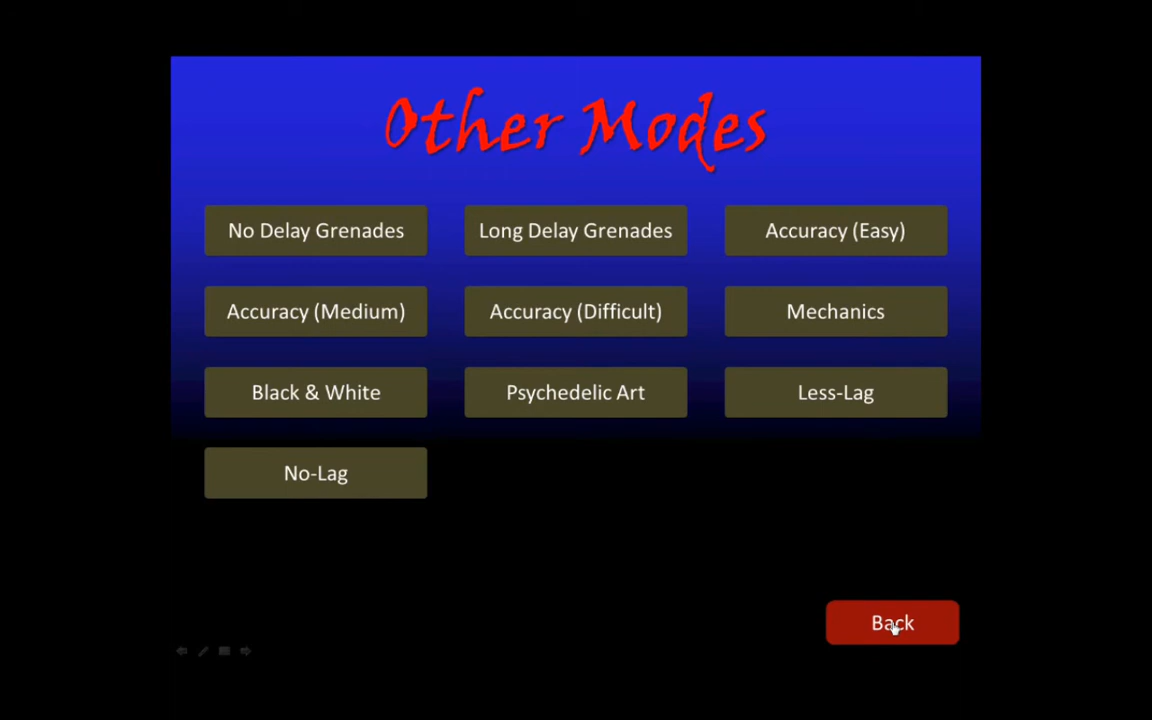 Other Modes
No Delay Grenades
Long Delay Grenades
Accuracy (Easy)
Accuracy (Medium)
Accuracy (Difficult)
Mechanics
Black & White
Psychedelic Art
Less-Lag
No-Lag
Back